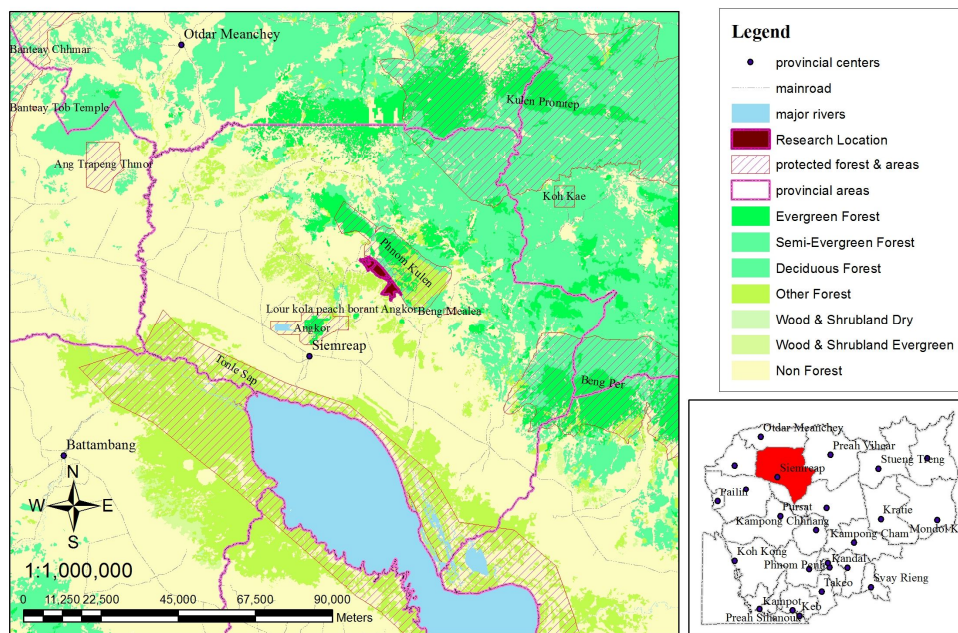 Otdar Meanchey
Banteay Chhmar
Banteay Tob Temple
Kulen Promtep
Ang Trapeng Thmor
Koh Kae
Phnom Kulen
Lour kola peach borant Angkor
Beng Mealea
Angkor
Siemreap
Tonle Sap
Beng Per
Battambang
N
W E
S
1:1,000,000
0 11,250 22,500 45,000 67,500 90,000
Meters
Legend
provincial centers
mainroad
major rivers
Research Location
protected forest & areas
provincial areas
Evergreen Forest
Semi-Evergreen Forest
Deciduous Forest
Other Forest
Wood & Shrubland Dry
Wood & Shrubland Evergreen
Non Forest
Otdar Meanchey
Preah Vihear
Stueng Treng
Siemreap
Pailin
Pursat
Kratie
Kampong Chhnang
Mondol K
Kampong Cham
Koh Kong
Kandal
Phnom Penh
Takeo
Svay Rieng
Kampot
Keb
Preah Sihanouk